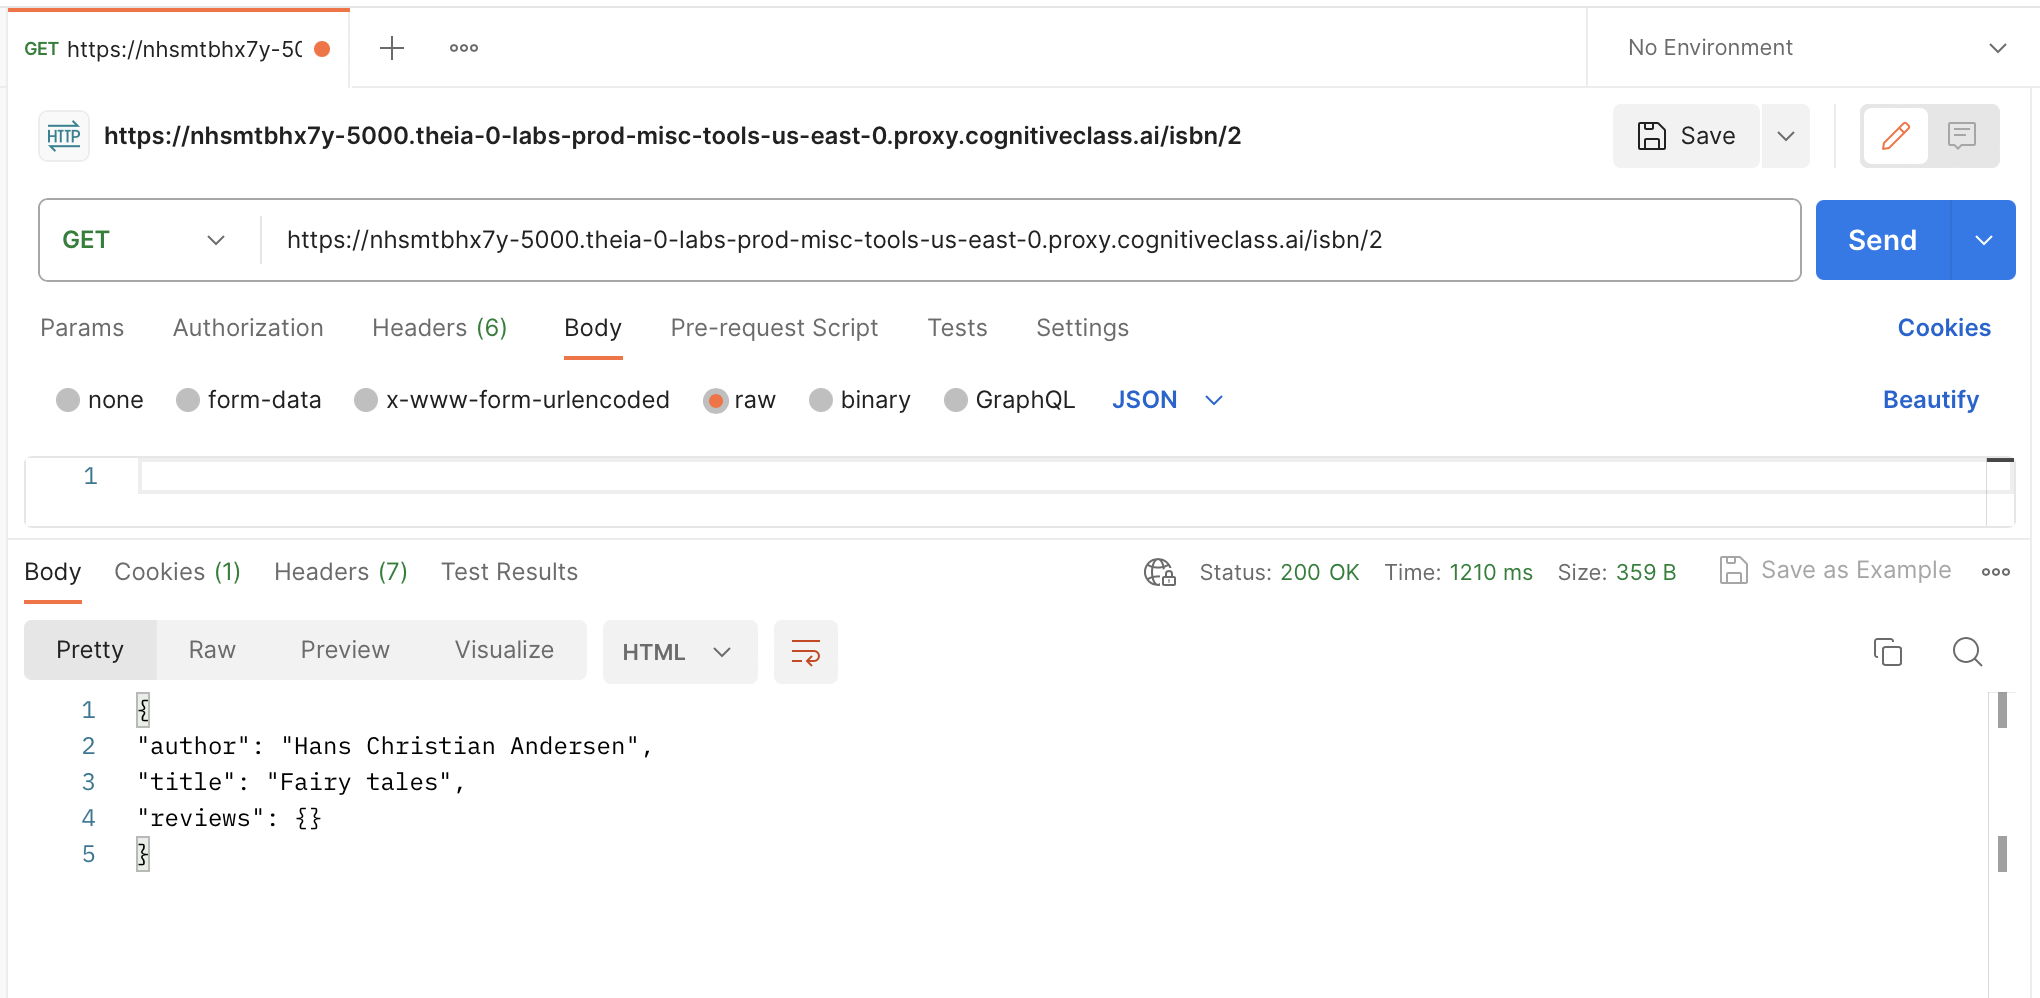 GET https://nhsmtbhx7y-50
No Environment
HTTP https://nhsmtbhx7y-5000.theia-0-labs-prod-misc-tools-us-east-0.proxy.cognitiveclass.ai/isbn/2 Save
GET https://nhsmtbhx7y-5000.theia-0-labs-prod-misc-tools-us-east-0.proxy.cognitiveclass.ai/isbn/2 Send
Params Authorization Headers (6) Body Pre-request Script Tests Settings Cookies
none form-data x-www-form-urlencoded raw binary GraphQL JSON Beautify
1
Body Cookies (1) Headers (7) Test Results Status: 200 OK Time: 1210 ms Size: 359 B Save as Example
Pretty Raw Preview Visualize HTML
1 {
2 "author": "Hans Christian Andersen",
3 "title": "Fairy tales",
4 "reviews": {}
5 }